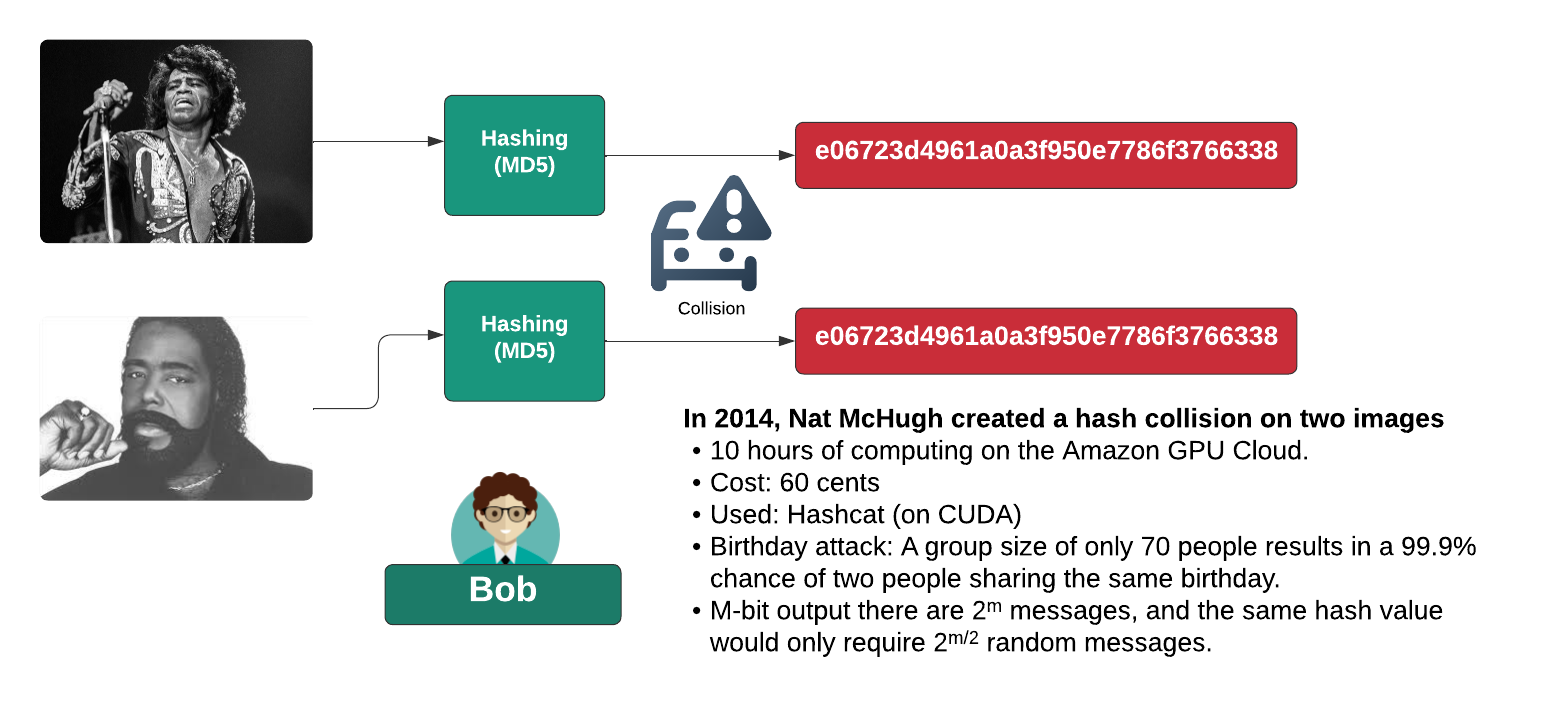 Hashing
(MD5)
e06723d4961a0a3f950e7786f3766338
Collision
Hashing
(MD5)
e06723d4961a0a3f950e7786f3766338
In 2014, Nat McHugh created a hash collision on two images
• 10 hours of computing on the Amazon GPU Cloud.
• Cost: 60 cents
• Used: Hashcat (on CUDA)
• Birthday attack: A group size of only 70 people results in a 99.9%
chance of two people sharing the same birthday.
• M-bit output there are 2ᵐ messages, and the same hash value
would only require 2ᵐ/² random messages.
Bob